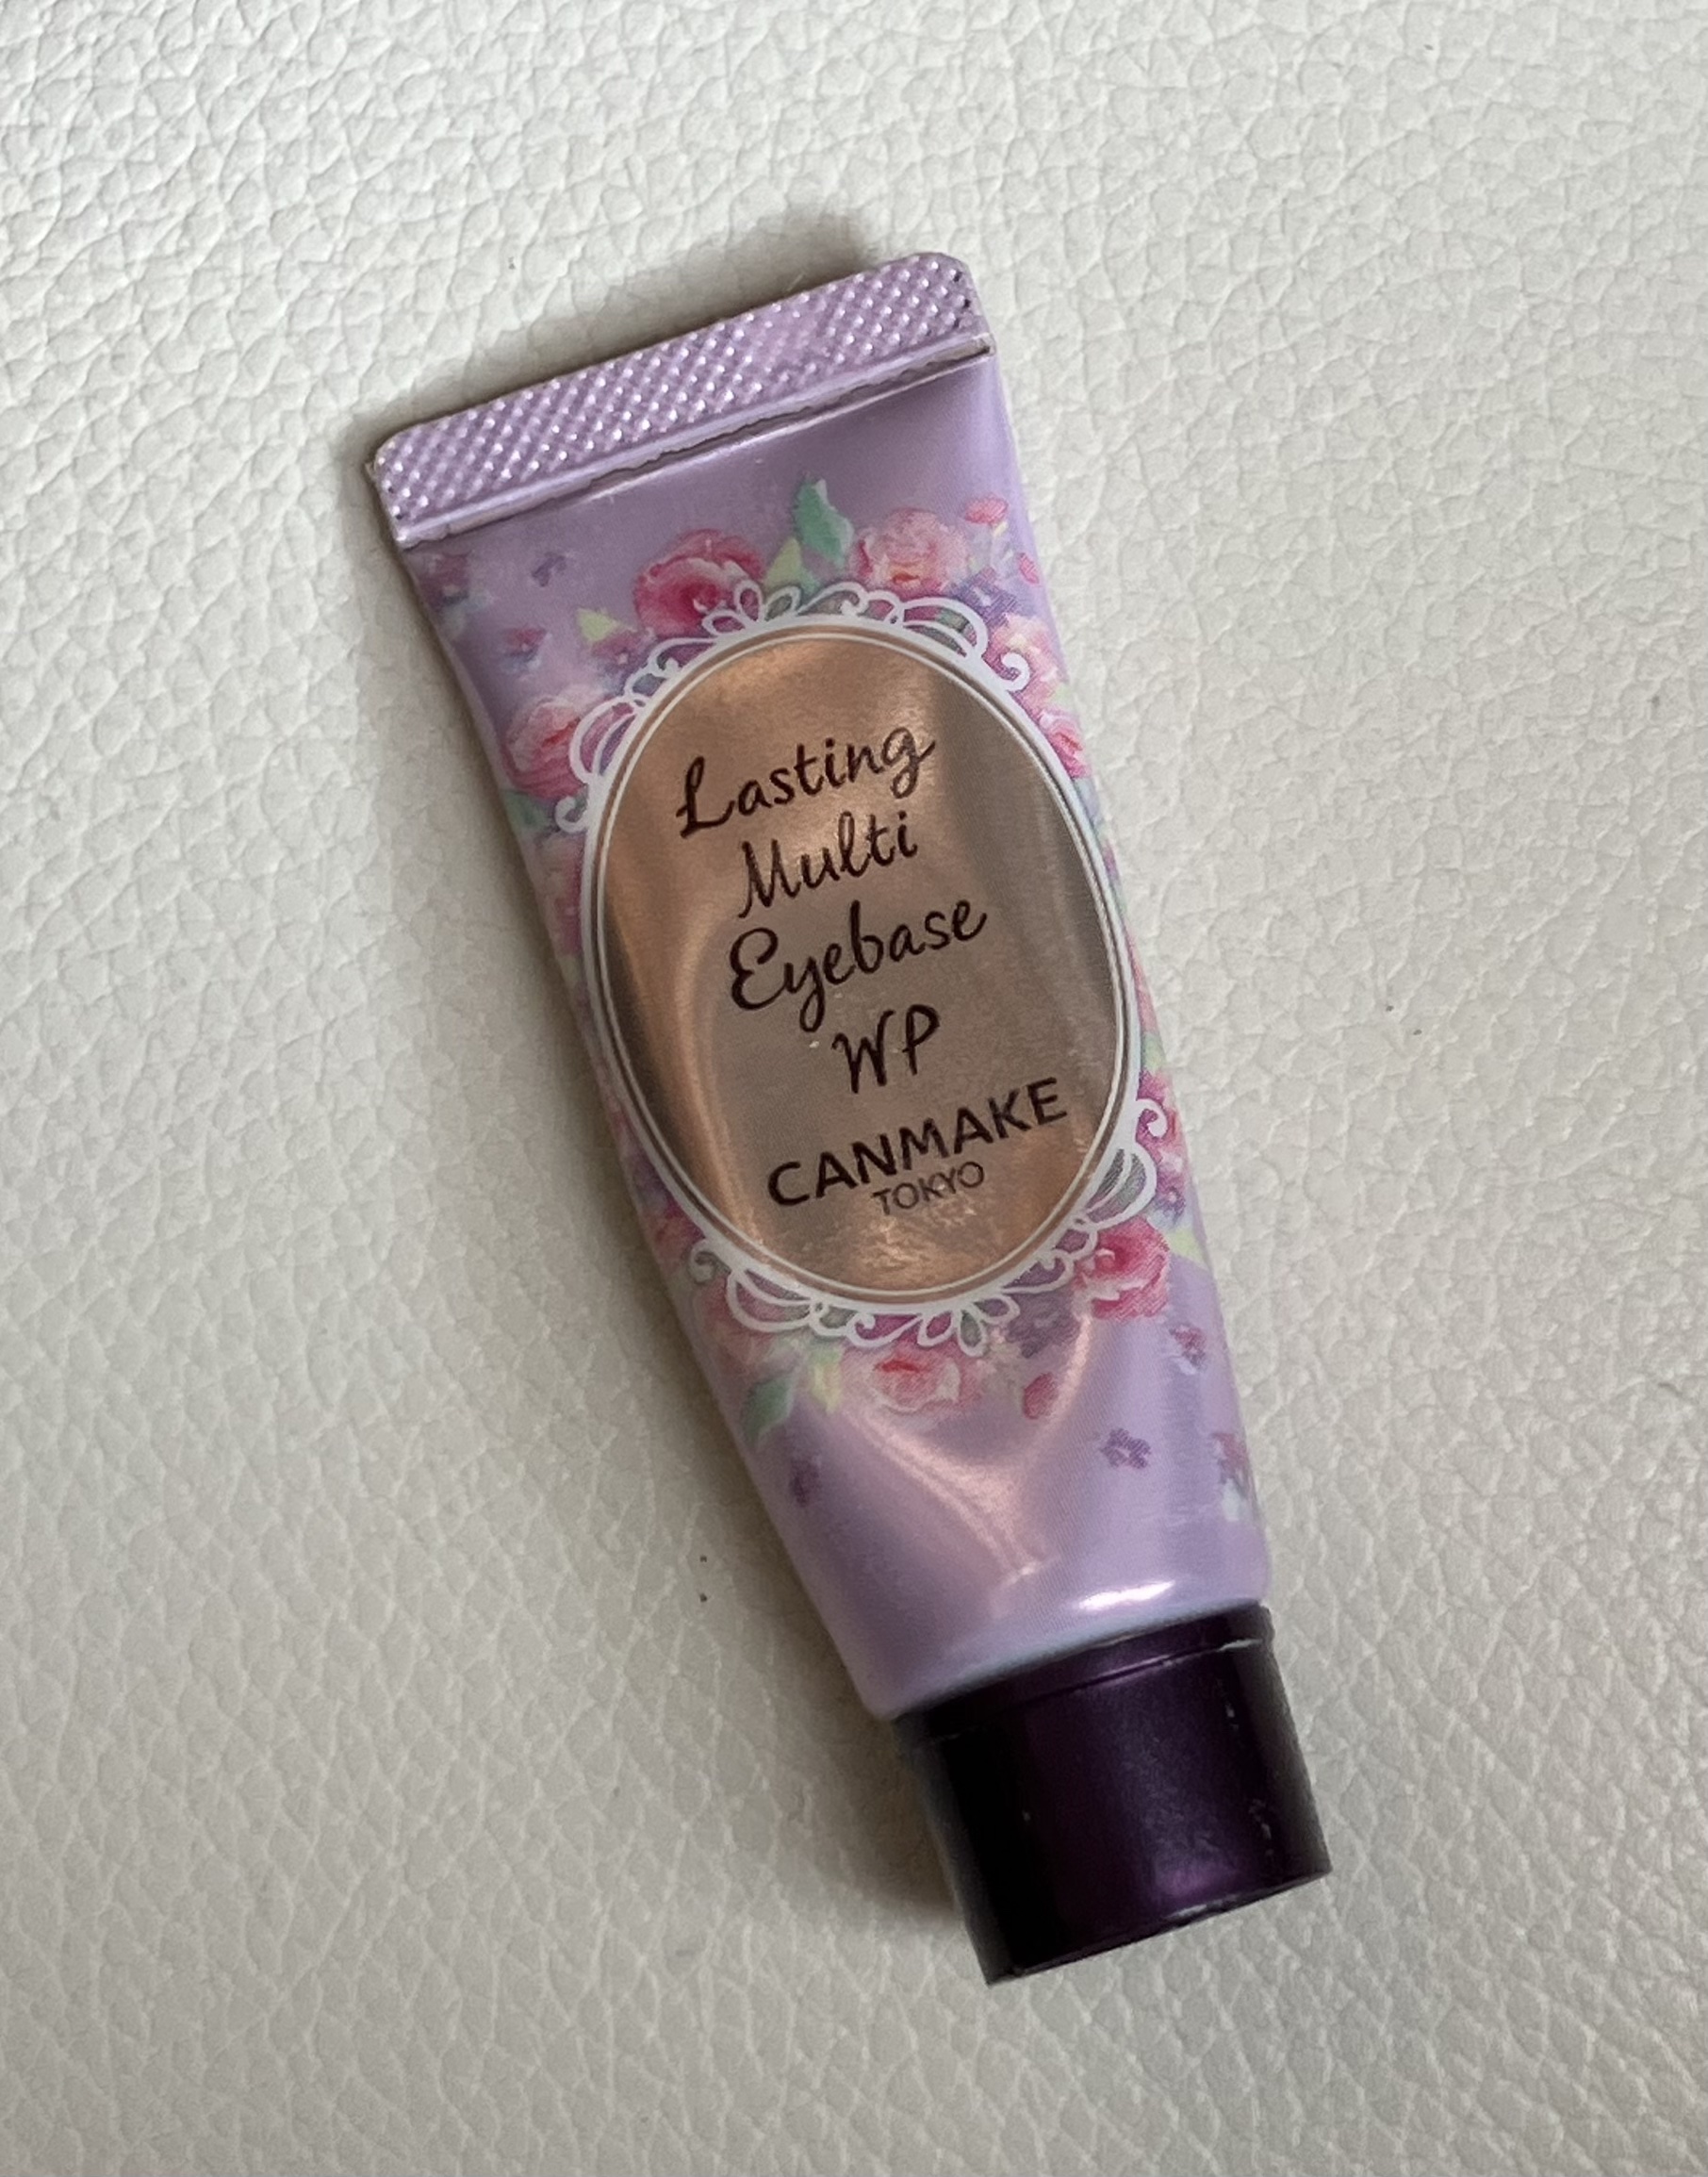 Lasting
Multi
Eyebase
WP
CANMAKE
TOKYO